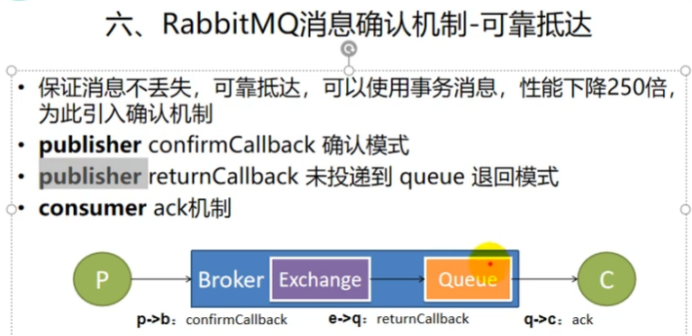 六、RabbitMQ消息确认机制-可靠抵达
• 保证消息不丢失，可靠抵达，可以使用事务消息，性能下降250倍，
为此引入确认机制
• publisher confirmCallback 确认模式
• publisher returnCallback 未投递到 queue 退回模式
• consumer ack机制
P Broker Exchange Queue C
p->b：confirmCallback e->q：returnCallback q->c：ack